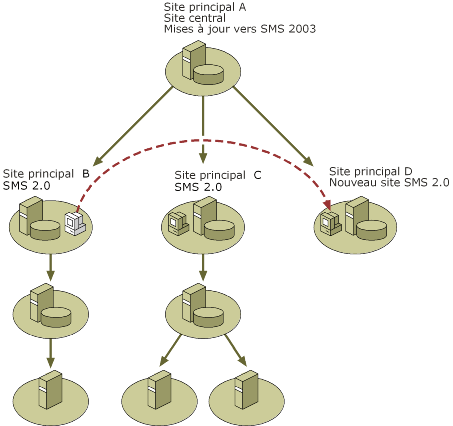 Site principal A
Site central
Mises à jour vers SMS 2003
Site principal B
SMS 2.0
Site principal C
SMS 2.0
Site principal D
Nouveau site SMS 2.0